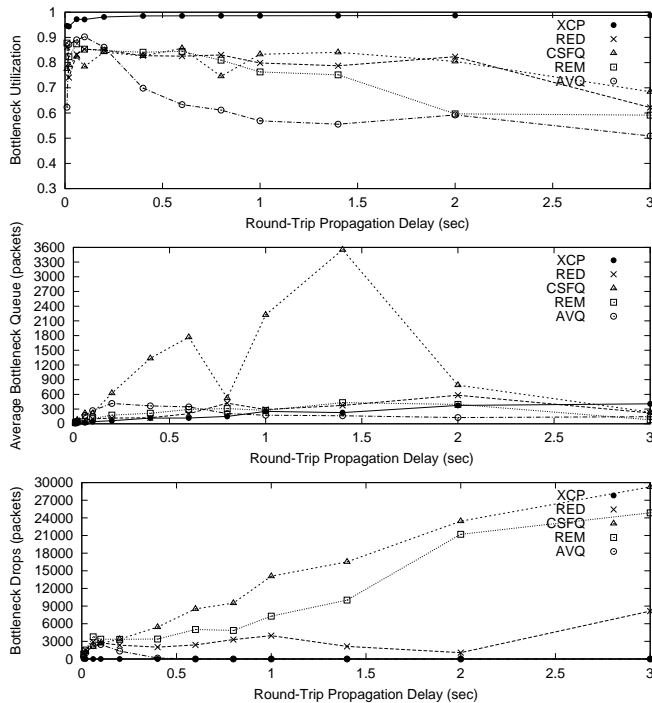 Bottleneck Utilization
1
0.9
0.8
0.7
0.6
0.5
0.4
0.3
0 0.5 1 1.5 2 2.5 3
Round-Trip Propagation Delay (sec)
XCP
RED
CSFQ
REM
AVQ
Average Bottleneck Queue (packets)
3600
3300
3000
2700
2400
2100
1800
1500
1200
900
600
300
0
0.5 1 1.5 2 2.5 3
Round-Trip Propagation Delay (sec)
XCP
RED
CSFQ
REM
AVQ
Bottleneck Drops (packets)
30000
27000
24000
21000
18000
15000
12000
9000
6000
3000
0
0.5 1 1.5 2 2.5 3
Round-Trip Propagation Delay (sec)
XCP
RED
CSFQ
REM
AVQ